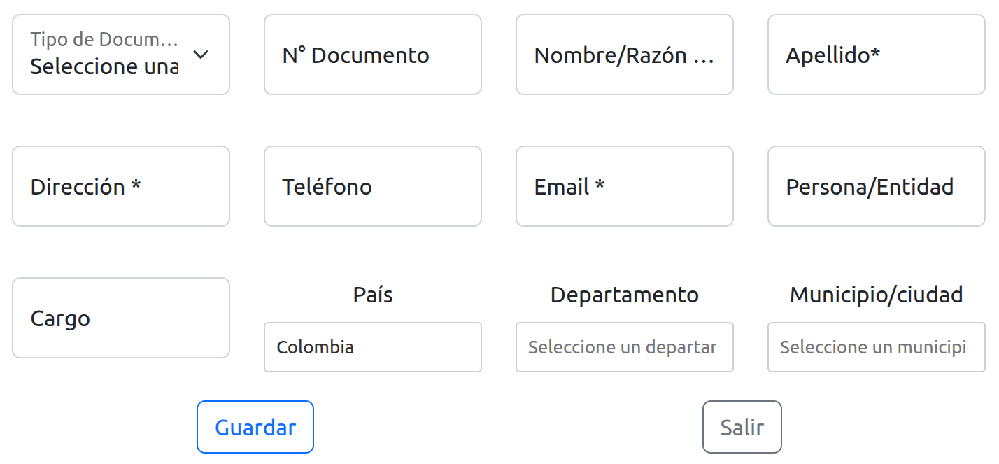 Tipo de Docum...
Seleccione una
N° Documento
Nombre/Razón ...
Apellido*
Dirección *
Teléfono
Email *
Persona/Entidad
Cargo
País
Departamento
Municipio/ciudad
Colombia
Seleccione un departar
Seleccione un municipi
Guardar
Salir